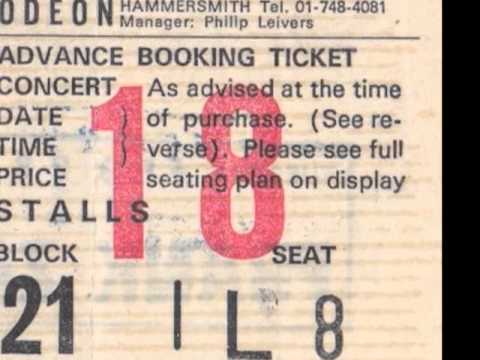 ODEON HAMMERSMITH Tel. 01-748-4081
Manager: Philip Leivers
ADVANCE BOOKING TICKET
CONCERT As advised at the time
DATE of purchase. (See re-
TIME verse). Please see full
PRICE seating plan on display
18
STALLS
BLOCK SEAT
21 L 8